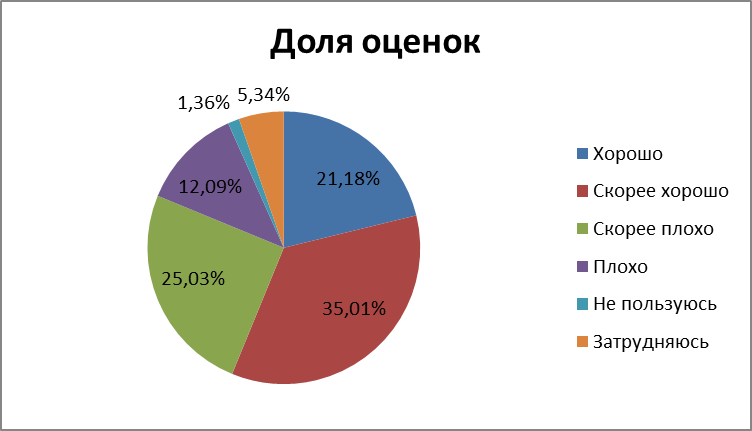 Доля оценок
1,36%
5,34%
21,18%
12,09%
25,03%
35,01%
Хорошо
Скорее хорошо
Скорее плохо
Плохо
Не пользуюсь
Затрудняюсь